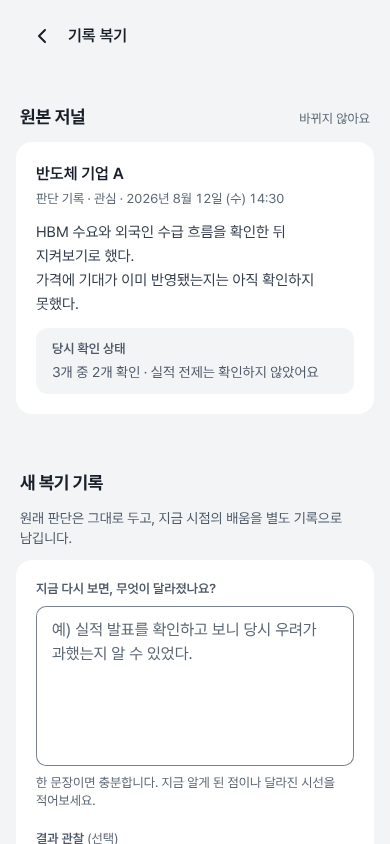 기록 복기
원본 저널
바뀌지 않아요
반도체 기업 A
판단 기록 · 관심 · 2026년 8월 12일 (수) 14:30
HBM 수요와 외국인 수급 흐름을 확인한 뒤
지켜보기로 했다.
가격에 기대가 이미 반영됐는지는 아직 확인하지
못했다.
당시 확인 상태
3개 중 2개 확인 · 실적 전제는 확인하지 않았어요
새 복기 기록
원래 판단은 그대로 두고, 지금 시점의 배움을 별도 기록으로
남깁니다.
지금 다시 보면, 무엇이 달라졌나요?
예) 실적 발표를 확인하고 보니 당시 우려가
과했는지 알 수 있었다.
한 문장이면 충분합니다. 지금 알게 된 점이나 달라진 시선을
적어보세요.
결과 관찰 (선택)